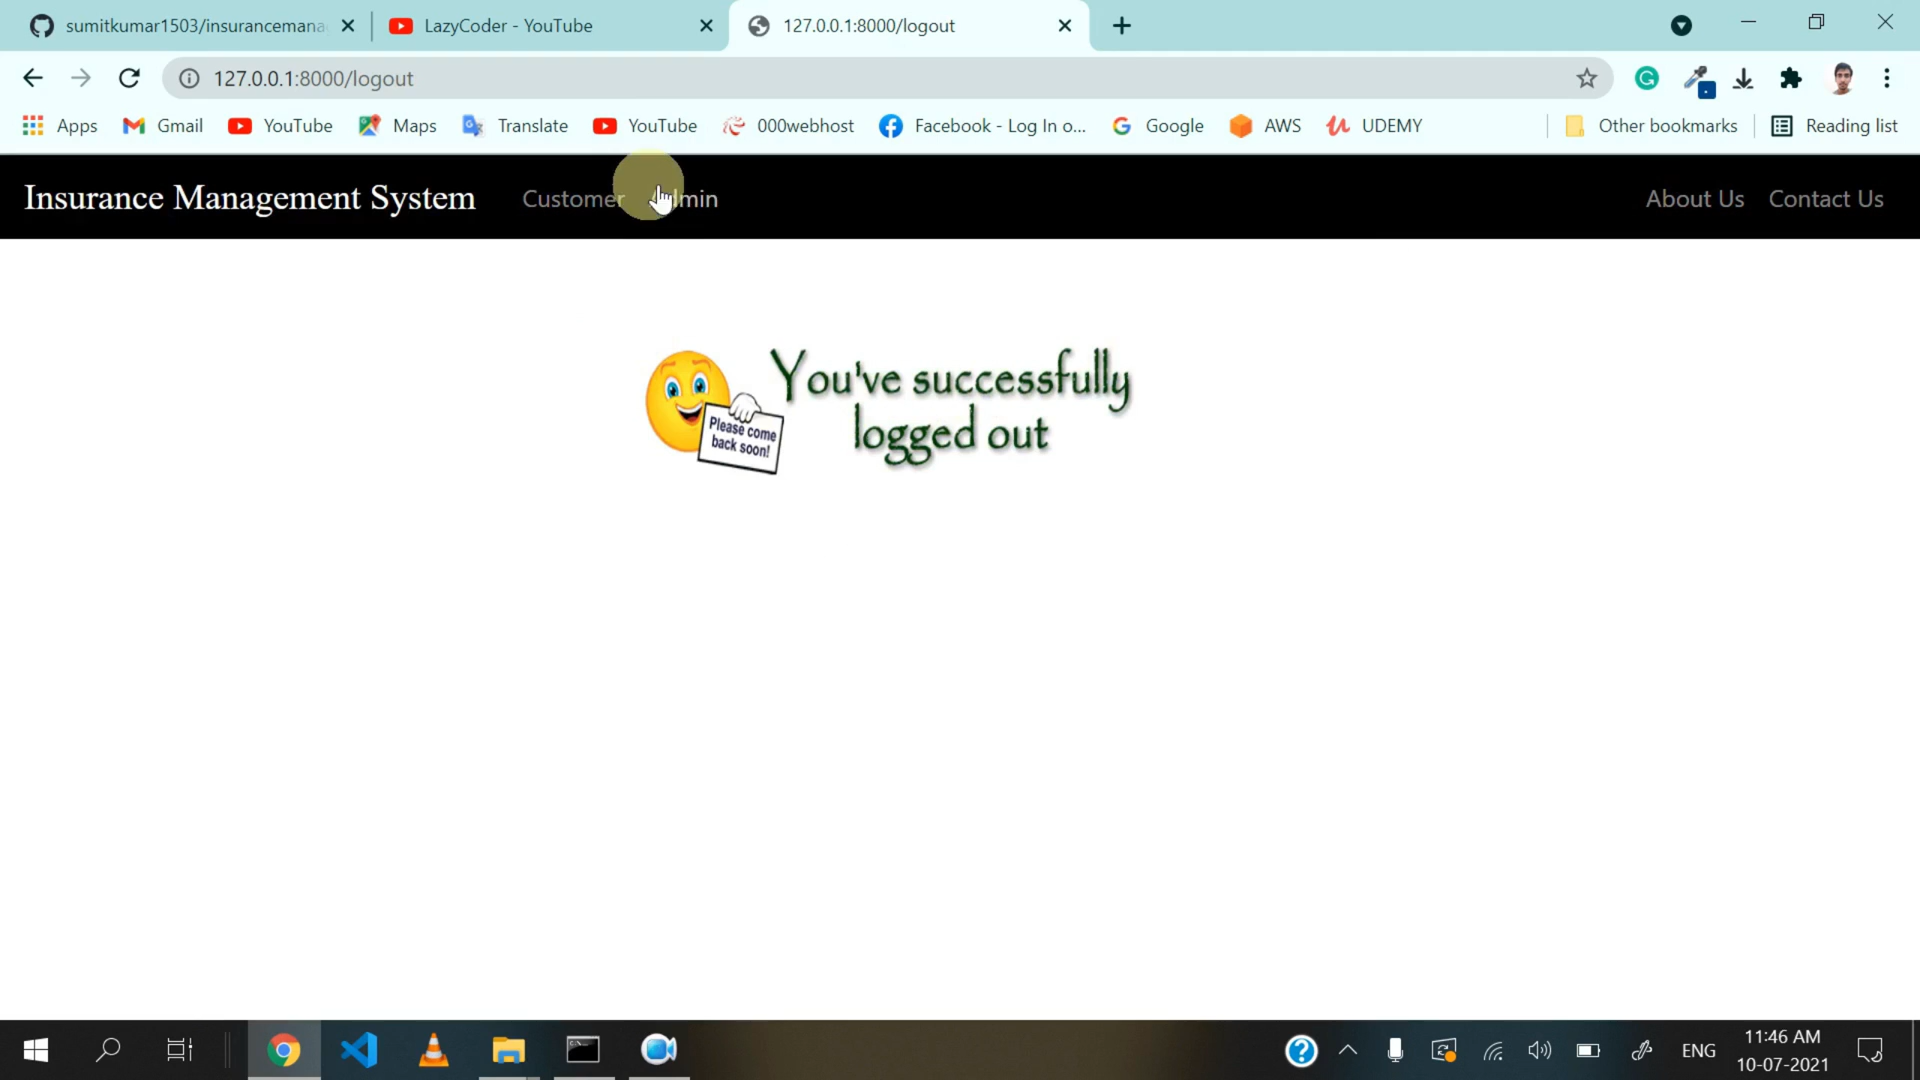 sumitkumar1503/insurancemana
LazyCoder - YouTube
127.0.0.1:8000/logout
127.0.0.1:8000/logout
Apps
Gmail
YouTube
Maps
Translate
YouTube
000webhost
Facebook - Log In o...
Google
AWS
UDEMY
Other bookmarks
Reading list
Insurance Management System
Customer
min
About Us
Contact Us
Please come
back soon!
You've successfully
logged out
ENG
11:46 AM
10-07-2021